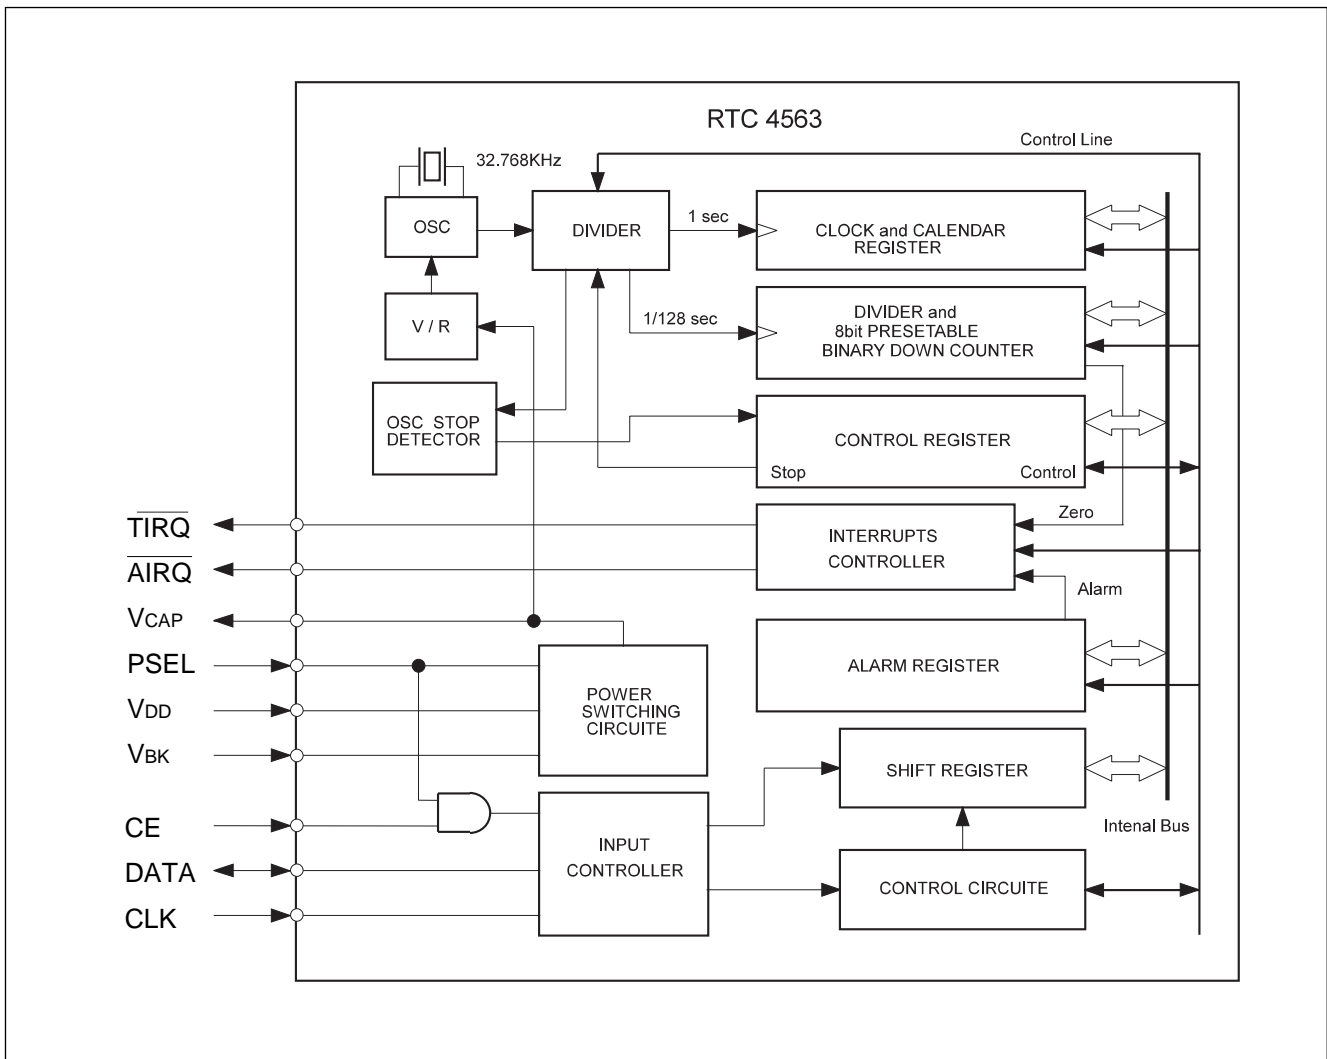 RTC 4563
Control Line
32.768KHz
OSC
DIVIDER
1 sec
CLOCK and CALENDAR
REGISTER
V / R
1/128 sec
DIVIDER and
8bit PRESETABLE
BINARY DOWN COUNTER
OSC STOP
DETECTOR
CONTROL REGISTER
Stop
Control
Zero
TIRQ
INTERRUPTS
CONTROLLER
AIRQ
Alarm
VCAP
PSEL
ALARM REGISTER
VDD
POWER
SWITCHING
CIRCUITE
VBK
SHIFT REGISTER
CE
Intenal Bus
INPUT
CONTROLLER
DATA
CONTROL CIRCUITE
CLK